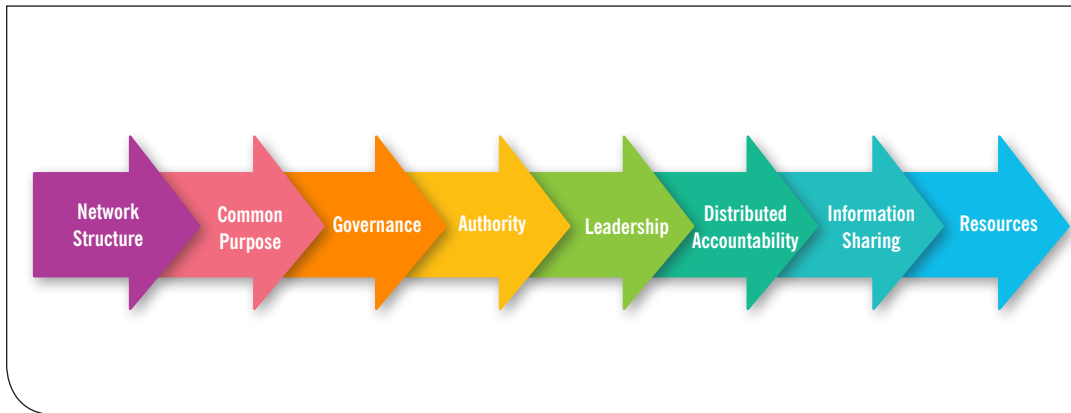 Network
Structure
Common
Purpose
Governance
Authority
Leadership
Distributed
Accountability
Information
Sharing
Resources